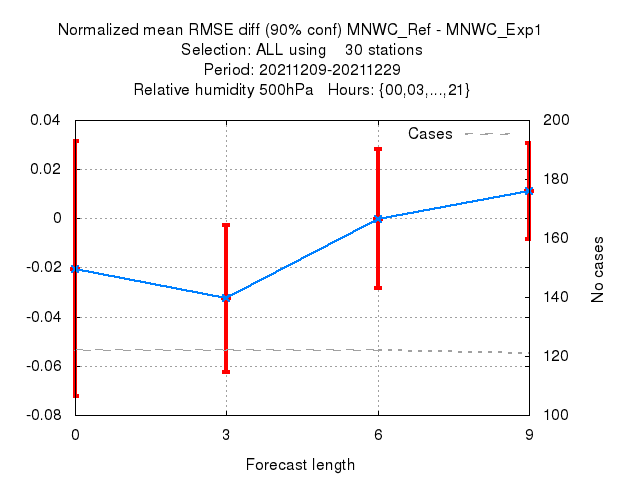 Normalized mean RMSE diff (90% conf) MNWC_Ref - MNWC_Exp1
Selection: ALL using 30 stations
Period: 20211209-20211229
Relative humidity 500hPa Hours: {00,03,...,21}
Cases
0.04
0.02
0
-0.02
-0.04
-0.06
-0.08
200
180
160
140
120
100
No cases
0 3 6 9
Forecast length